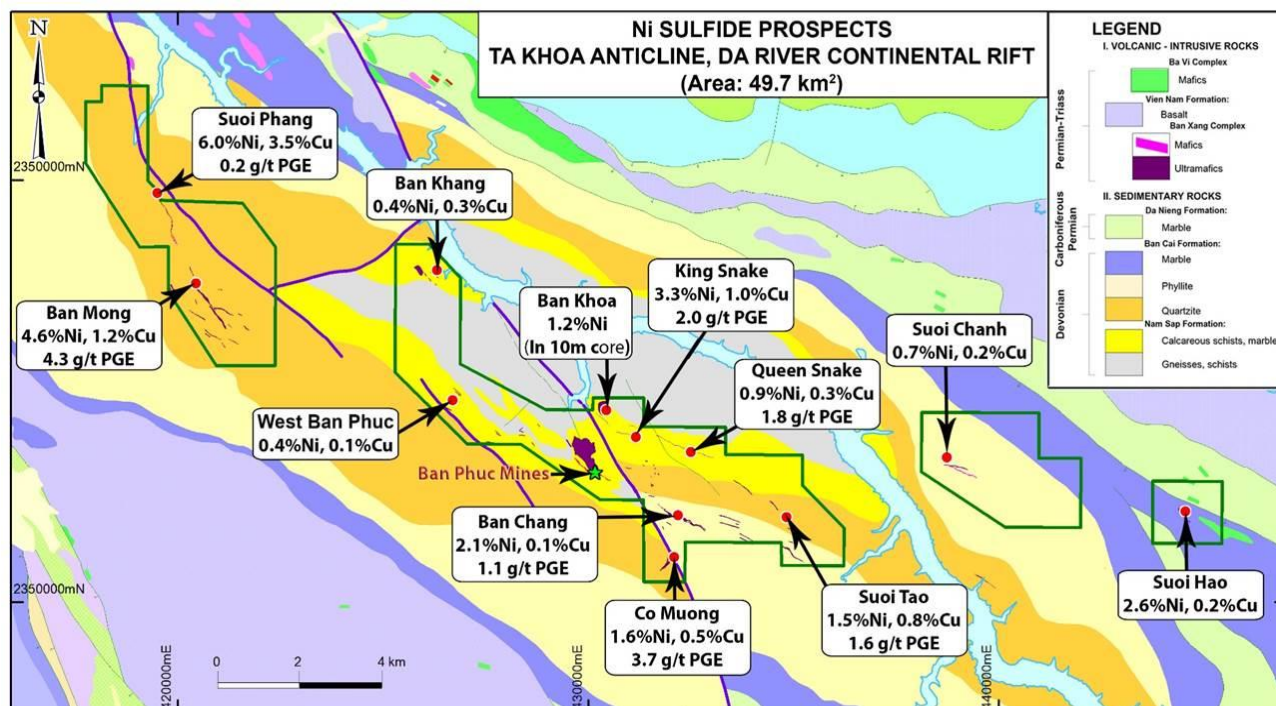 Ni SULFIDE PROSPECTS
TA KHOA ANTICLINE, DA RIVER CONTINENTAL RIFT
(Area: 49.7 km²)
N
LEGEND
I. VOLCANIC - INTRUSIVE ROCKS
Ba Vi Complex
Mafics
Vien Nam Formation:
Basalt
Ban Xang Complex
Mafics
Ultramafics
Permian-Triass
II. SEDIMENTARY ROCKS
Da Nieng Formation:
Marble
Ban Cai Formation:
Marble
Phyllite
Quartzite
Nam Sap Formation:
Calcareous schists, marble
Gneisses, schists
Carboniferous
Permian
Devonian
2350000mN
Suoi Phang
6.0%Ni, 3.5%Cu
0.2 g/t PGE
Ban Khang
0.4%Ni, 0.3%Cu
Ban Mong
4.6%Ni, 1.2%Cu
4.3 g/t PGE
Ban Khoa
1.2%Ni
(In 10m core)
King Snake
3.3%Ni, 1.0%Cu
2.0 g/t PGE
Queen Snake
0.9%Ni, 0.3%Cu
1.8 g/t PGE
Suoi Chanh
0.7%Ni, 0.2%Cu
West Ban Phuc
0.4%Ni, 0.1%Cu
Ban Phuc Mines
Ban Chang
2.1%Ni, 0.1%Cu
1.1 g/t PGE
Co Muong
1.6%Ni, 0.5%Cu
3.7 g/t PGE
Suoi Tao
1.5%Ni, 0.8%Cu
1.6 g/t PGE
Suoi Hao
2.6%Ni, 0.2%Cu
2350000mN
0 2 4 km
420000mE
430000mE
440000mE